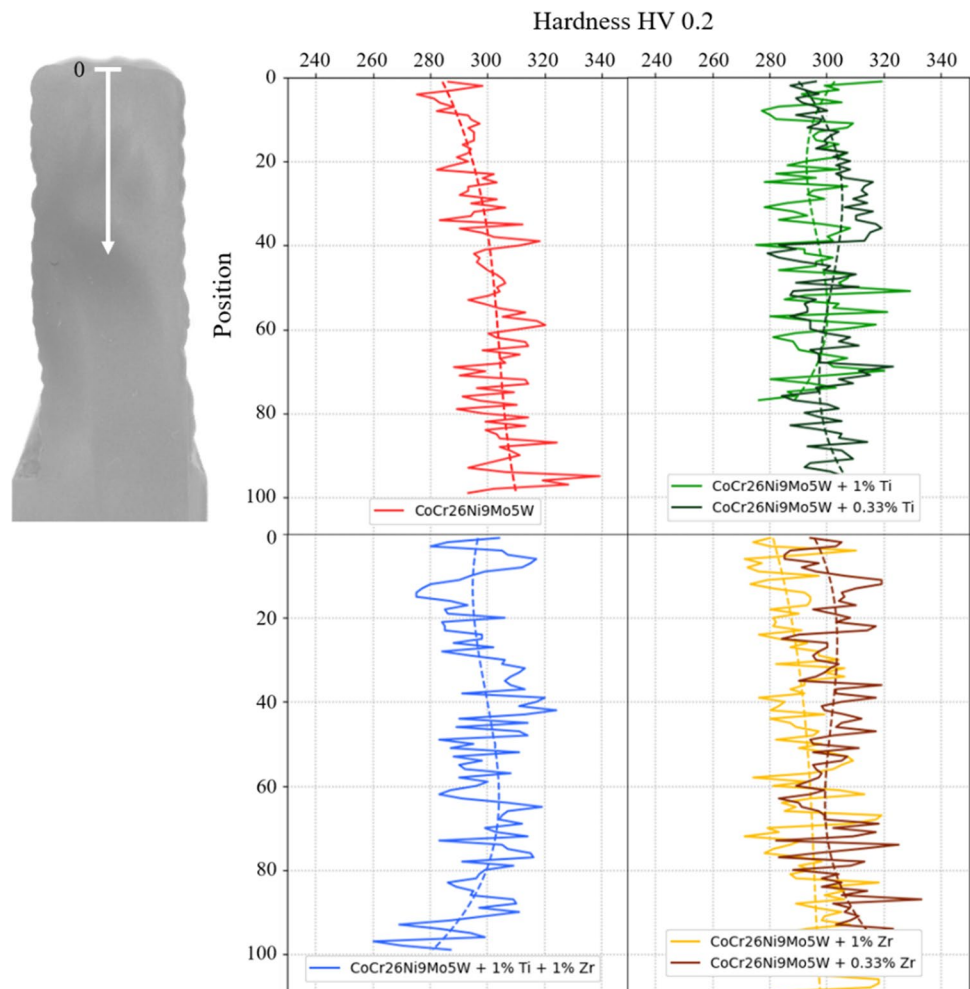 Hardness HV 0.2
240 260 280 300 320 340 240 260 280 300 320 340
0
Position
0
20
40
60
80
100
CoCr26Ni9Mo5W
CoCr26Ni9Mo5W + 1% Ti
CoCr26Ni9Mo5W + 0.33% Ti
0
20
40
60
80
100
CoCr26Ni9Mo5W + 1% Ti + 1% Zr
CoCr26Ni9Mo5W + 1% Zr
CoCr26Ni9Mo5W + 0.33% Zr